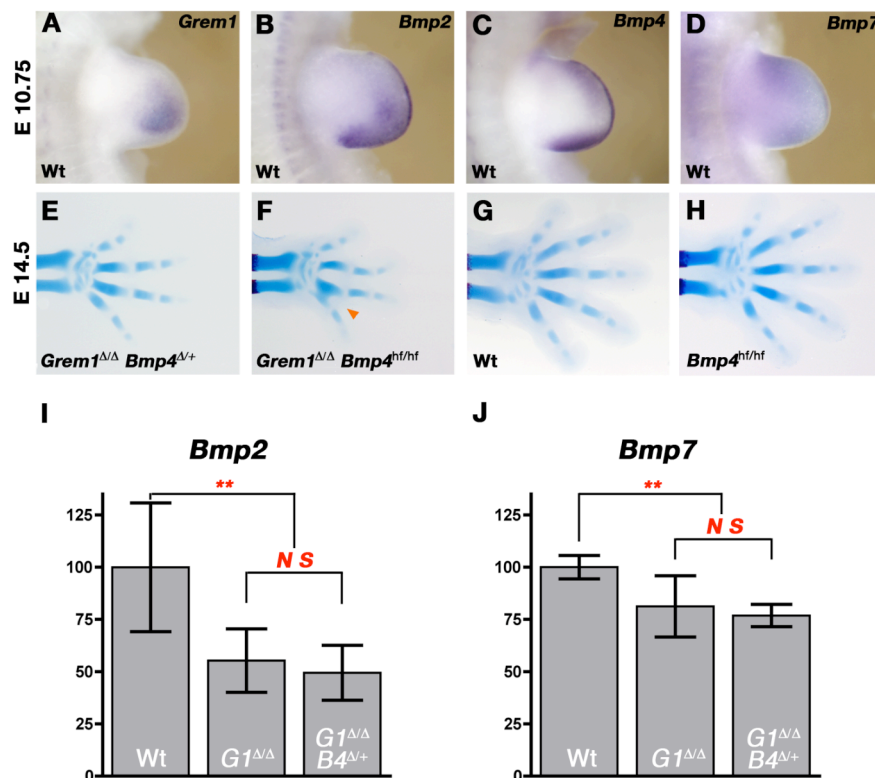 A Grem1
B Bmp2
C Bmp4
D Bmp7
E 10.75
Wt
Wt
Wt
Wt
E
F
G
H
E 14.5
Grem1Δ/Δ Bmp4Δ/+
Grem1Δ/Δ Bmp4hf/hf
Wt
Bmp4hf/hf
I
Bmp2
**
N S
125
100
75
50
25
0
Wt
G1Δ/Δ
G1Δ/Δ
B4Δ/+
J
Bmp7
**
N S
125
100
75
50
25
0
Wt
G1Δ/Δ
G1Δ/Δ
B4Δ/+